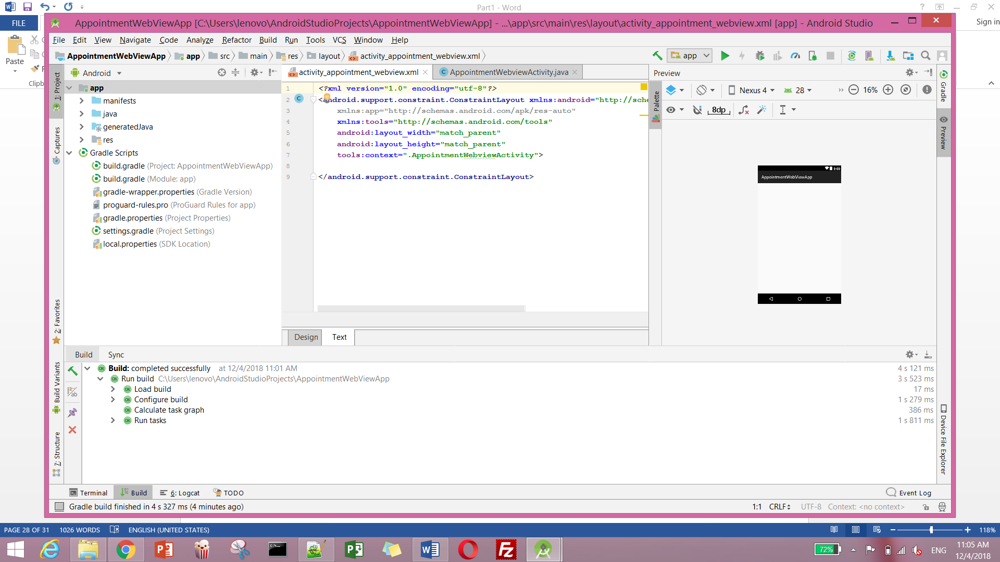 Part1 - Word
FILE
Sign in
Paste
Clipb
AppointmentWebViewApp [C:\Users\lenovo\AndroidStudioProjects\AppointmentWebViewApp] - ...\app\src\main\res\layout\activity_appointment_webview.xml [app] - Android Studio
File Edit View Navigate Code Analyze Refactor Build Run Tools VCS Window Help
AppointmentWebViewApp app src main res layout activity_appointment_webview.xml
app
1: Project
Captures
2: Favorites
Build Variants
7: Structure
Android
app
manifests
java
generatedJava
res
Gradle Scripts
build.gradle (Project: AppointmentWebViewApp)
build.gradle (Module: app)
gradle-wrapper.properties (Gradle Version)
proguard-rules.pro (ProGuard Rules for app)
gradle.properties (Project Properties)
settings.gradle (Project Settings)
local.properties (SDK Location)
activity_appointment_webview.xml
AppointmentWebviewActivity.java
1 <?xml version="1.0" encoding="utf-8"?>
2 <android.support.constraint.ConstraintLayout xmlns:android="http://sche
3 xmlns:app="http://schemas.android.com/apk/res-auto"
4 xmlns:tools="http://schemas.android.com/tools"
5 android:layout_width="match_parent"
6 android:layout_height="match_parent"
7 tools:context=".AppointmentWebviewActivity">
8
9 </android.support.constraint.ConstraintLayout>
Design Text
Preview
Palette
Nexus 4 28 16%
8dp
8:00
AppointmentWebViewApp
Gradle
Preview
Device File Explorer
Build Sync
Build: completed successfully at 12/4/2018 11:01 AM 4 s 121 ms
Run build C:\Users\lenovo\AndroidStudioProjects\AppointmentWebViewApp 3 s 523 ms
Load build 17 ms
Configure build 1 s 279 ms
Calculate task graph 386 ms
Run tasks 1 s 811 ms
Terminal Build 6: Logcat TODO Event Log
Gradle build finished in 4 s 327 ms (4 minutes ago) 1:1 CRLF UTF-8 Context: <no context>
PAGE 28 OF 31 1026 WORDS ENGLISH (UNITED STATES) 118%
72% ENG
11:05 AM
12/4/2018